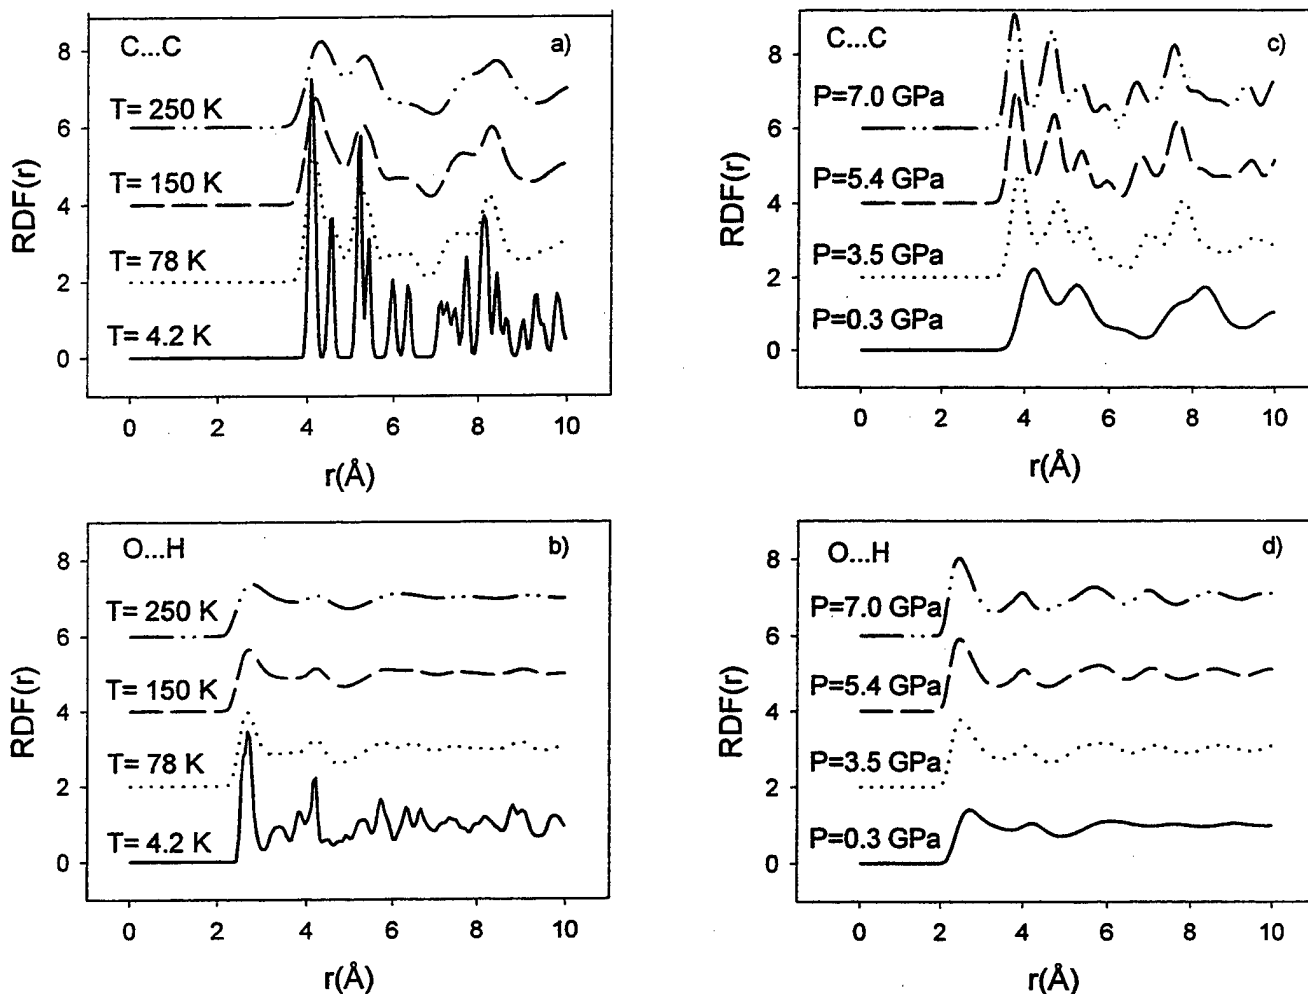 C...C
a)
T= 250 K
T= 150 K
T= 78 K
T= 4.2 K
RDF(r)
8
6
4
2
0
0 2 4 6 8 10
r(Å)
C...C
c)
P=7.0 GPa
P=5.4 GPa
P=3.5 GPa
P=0.3 GPa
RDF(r)
8
6
4
2
0
0 2 4 6 8 10
r(Å)
O...H
b)
T= 250 K
T= 150 K
T= 78 K
T= 4.2 K
RDF(r)
8
6
4
2
0
0 2 4 6 8 10
r(Å)
O...H
d)
P=7.0 GPa
P=5.4 GPa
P=3.5 GPa
P=0.3 GPa
RDF(r)
8
6
4
2
0
0 2 4 6 8 10
r(Å)